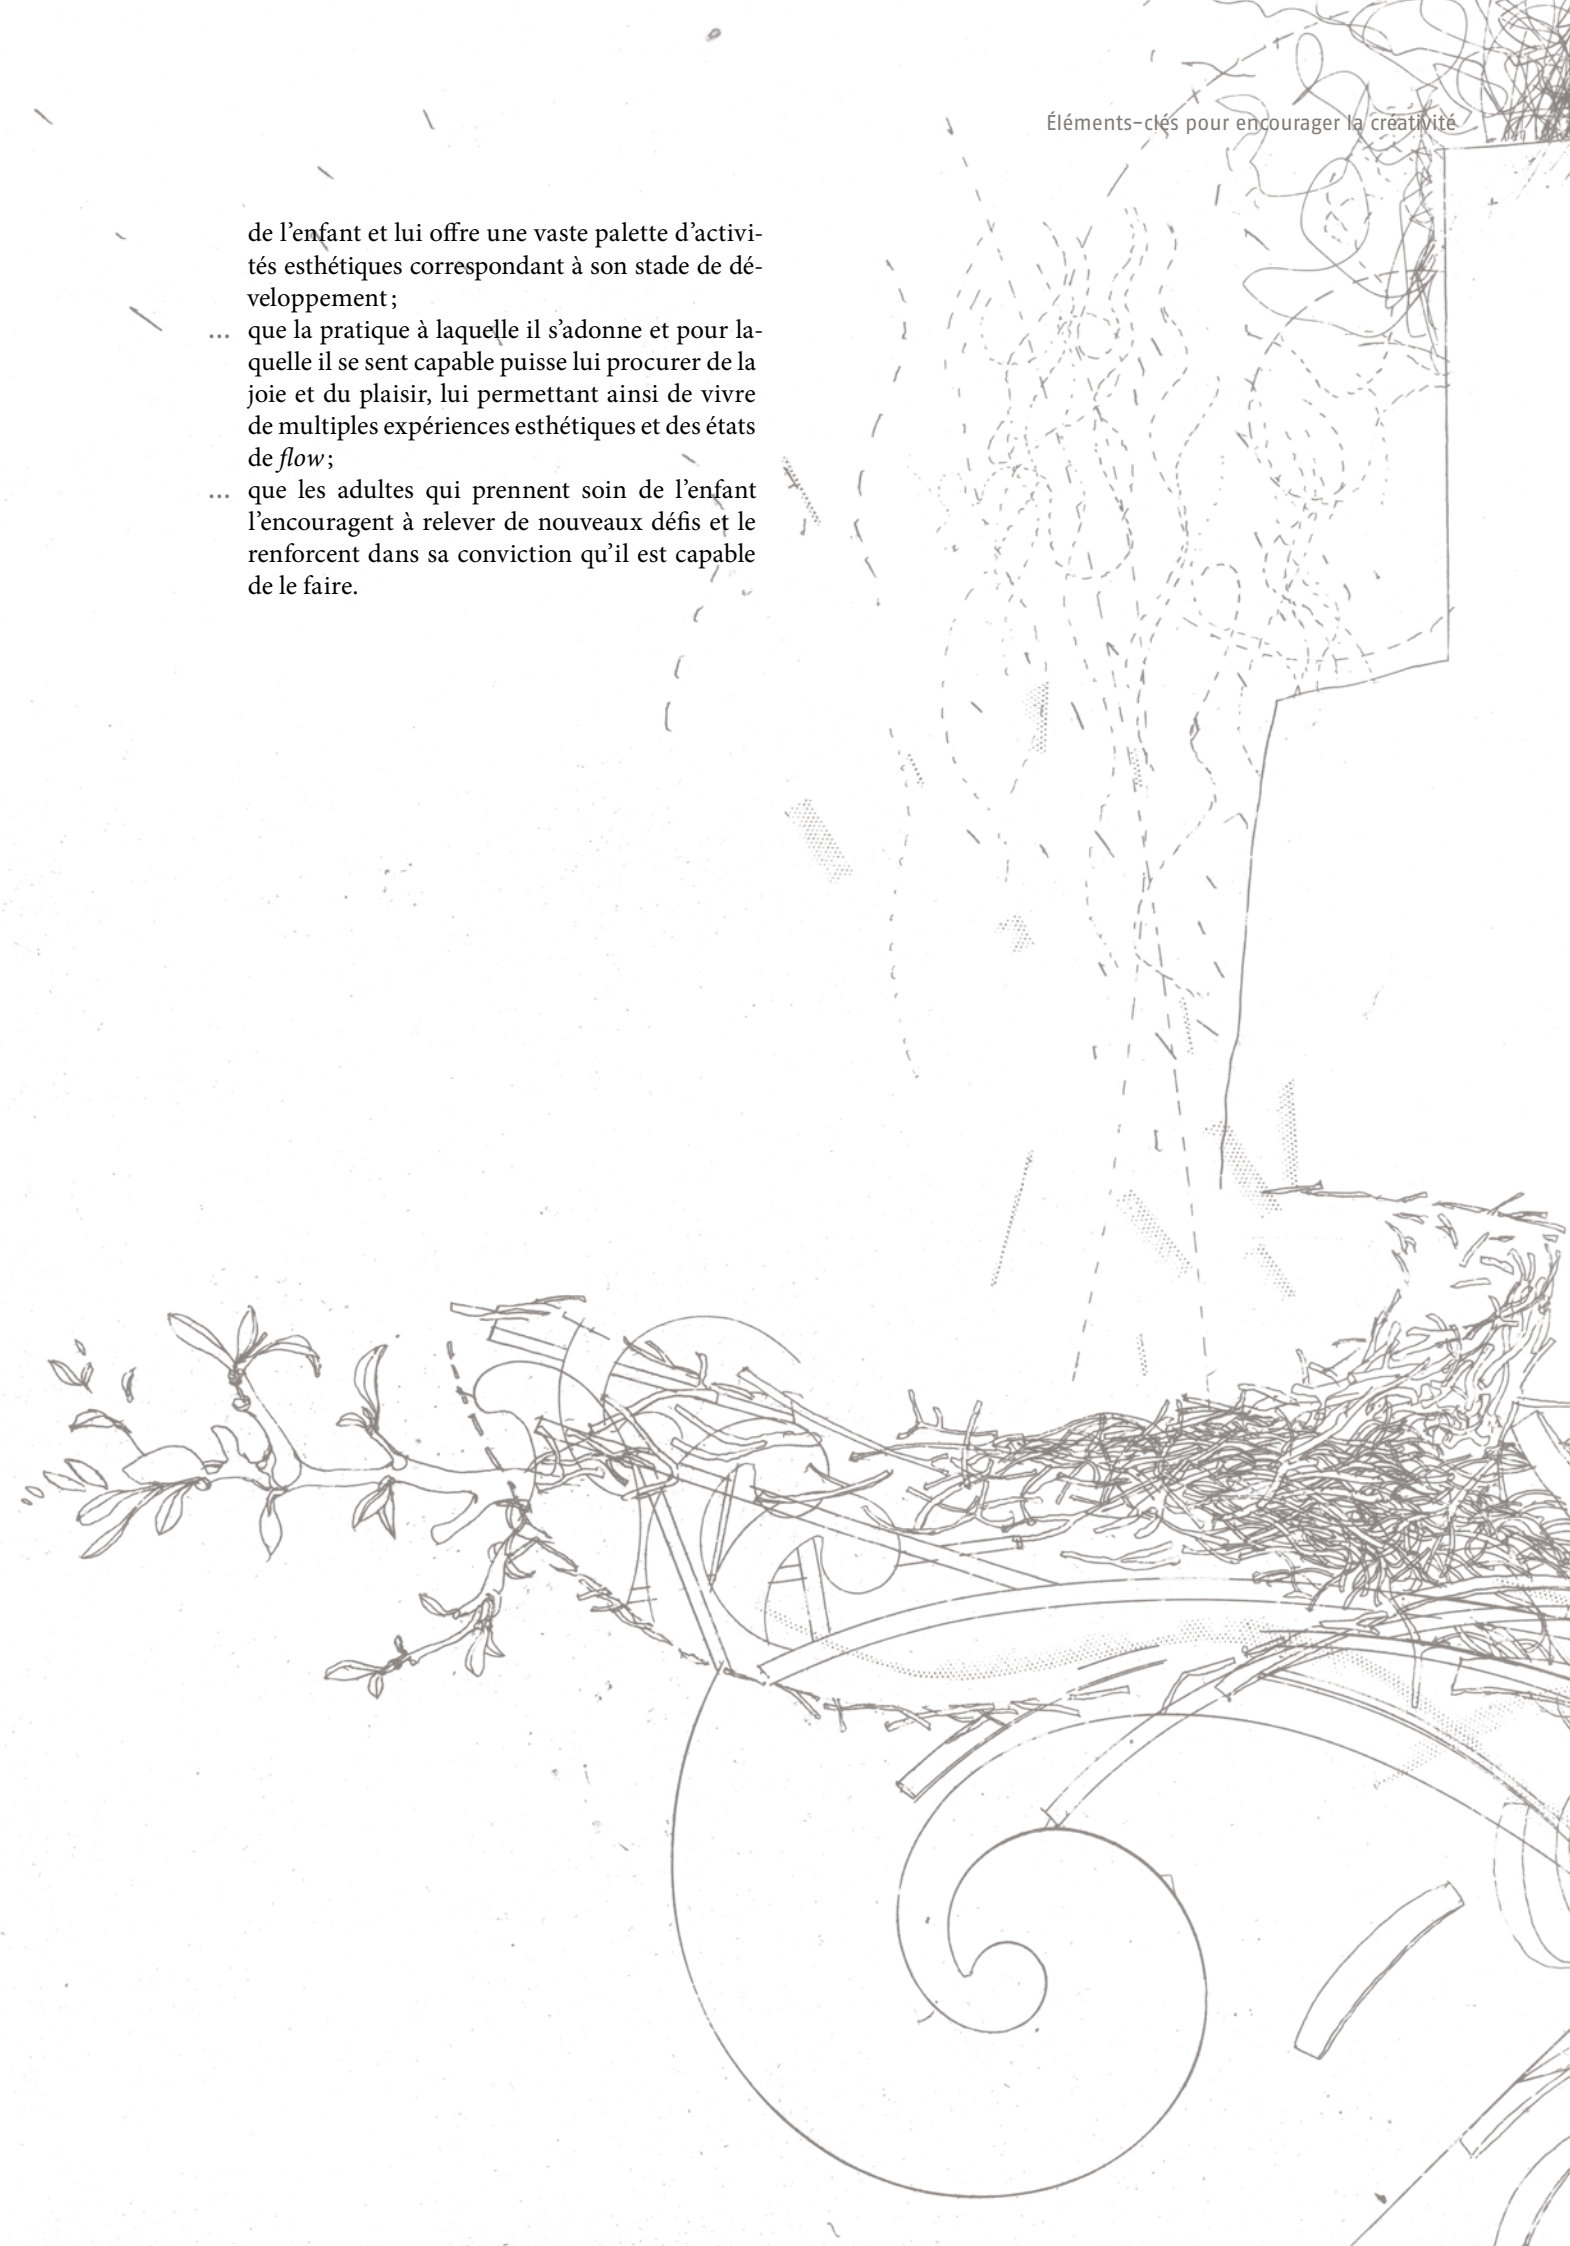 Éléments-clés pour encourager la créativité
de l’enfant et lui offre une vaste palette d’activi-
tés esthétiques correspondant à son stade de dé-
veloppement ;
... que la pratique à laquelle il s’adonne et pour la-
quelle il se sent capable puisse lui procurer de la
joie et du plaisir, lui permettant ainsi de vivre
de multiples expériences esthétiques et des états
de flow ;
... que les adultes qui prennent soin de l’enfant
l’encouragent à relever de nouveaux défis et le
renforcent dans sa conviction qu’il est capable
de le faire.